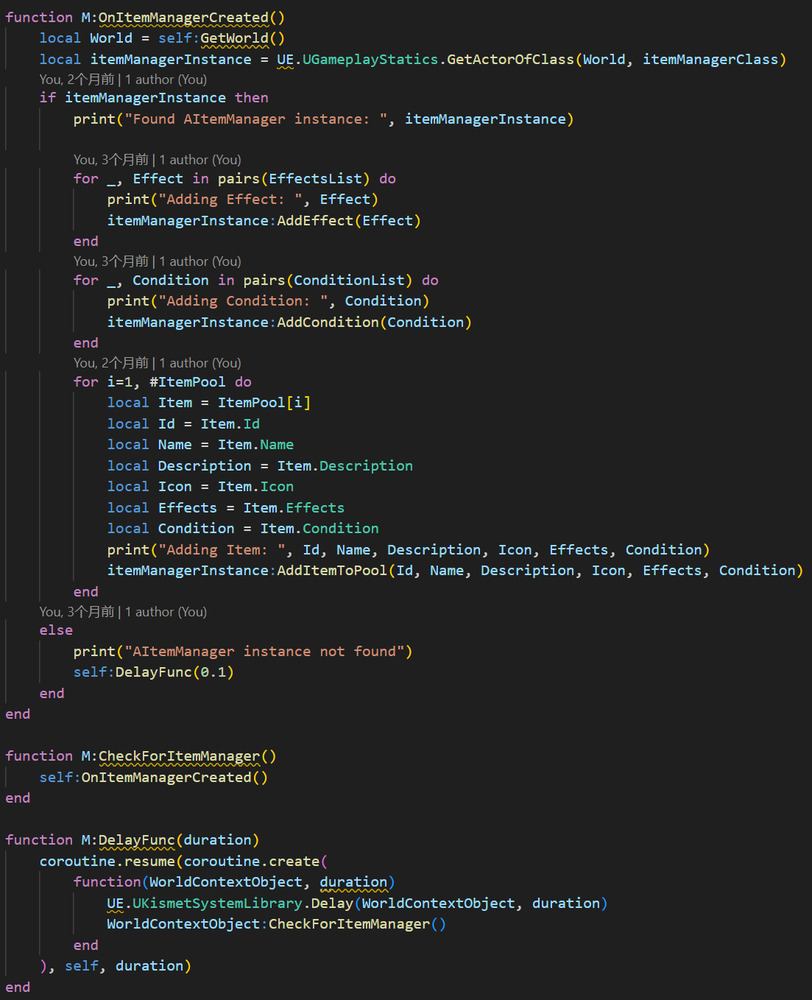 function M:OnItemManagerCreated()
    local World = self:GetWorld()
    local itemManagerInstance = UE.UGameplayStatics.GetActorOfClass(World, itemManagerClass)
    You, 2个月前 | 1 author (You)
    if itemManagerInstance then
        print("Found AItemManager instance: ", itemManagerInstance)

        You, 3个月前 | 1 author (You)
        for _, Effect in pairs(EffectsList) do
            print("Adding Effect: ", Effect)
            itemManagerInstance:AddEffect(Effect)
        end
        You, 3个月前 | 1 author (You)
        for _, Condition in pairs(ConditionList) do
            print("Adding Condition: ", Condition)
            itemManagerInstance:AddCondition(Condition)
        end
        You, 2个月前 | 1 author (You)
        for i=1, #ItemPool do
            local Item = ItemPool[i]
            local Id = Item.Id
            local Name = Item.Name
            local Description = Item.Description
            local Icon = Item.Icon
            local Effects = Item.Effects
            local Condition = Item.Condition
            print("Adding Item: ", Id, Name, Description, Icon, Effects, Condition)
            itemManagerInstance:AddItemToPool(Id, Name, Description, Icon, Effects, Condition)
        end
    You, 3个月前 | 1 author (You)
    else
        print("AItemManager instance not found")
        self:DelayFunc(0.1)
    end
end

function M:CheckForItemManager()
    self:OnItemManagerCreated()
end

function M:DelayFunc(duration)
    coroutine.resume(coroutine.create(
        function(WorldContextObject, duration)
            UE.UKismetSystemLibrary.Delay(WorldContextObject, duration)
            WorldContextObject:CheckForItemManager()
        end
    ), self, duration)
end